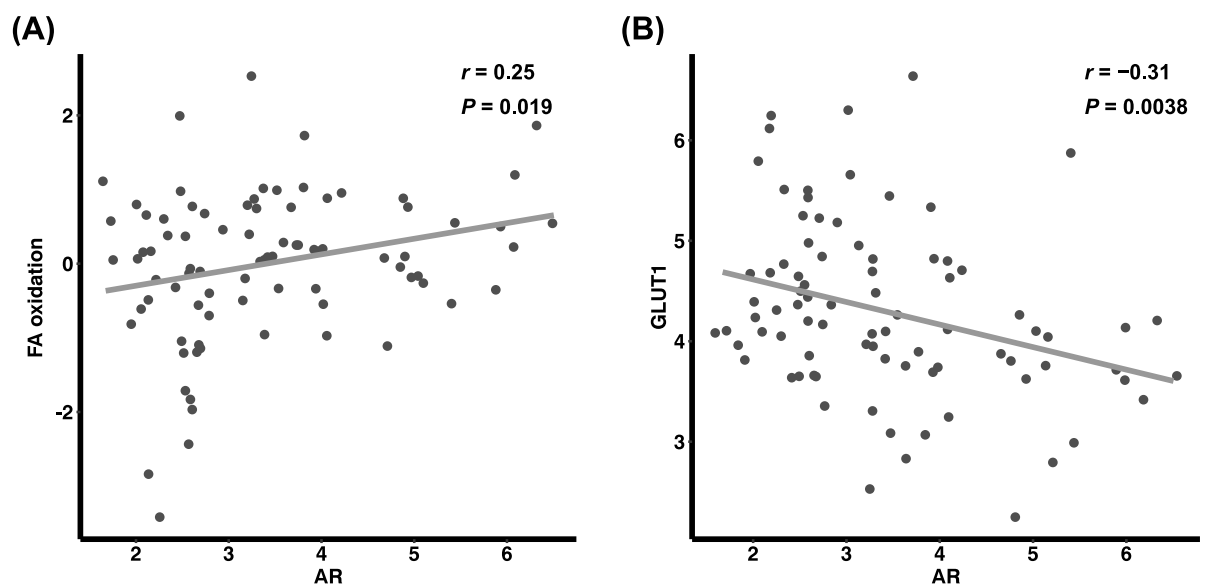 (A)
r = 0.25
P = 0.019
FA oxidation
2
0
-2
2 3 4 5 6
AR
(B)
r = −0.31
P = 0.0038
GLUT1
6
5
4
3
2 3 4 5 6
AR